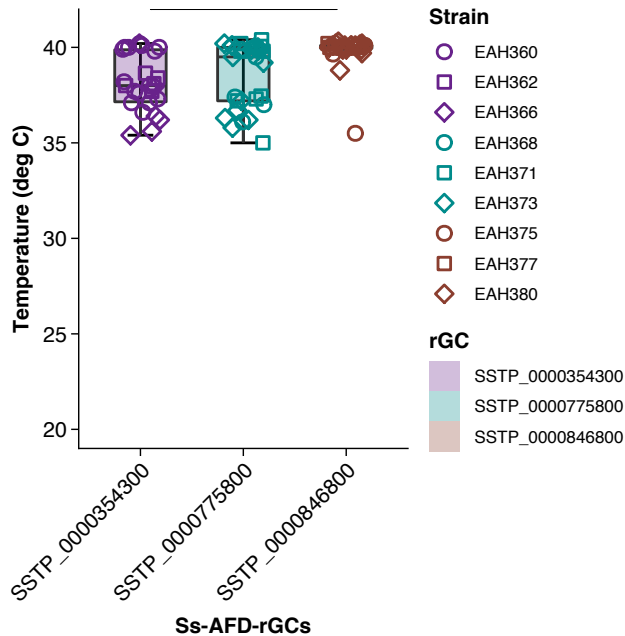 Temperature (deg C)
40
35
30
25
20
SSTP_0000354300
SSTP_0000775800
SSTP_0000846800
Ss-AFD-rGCs
Strain
EAH360
EAH362
EAH366
EAH368
EAH371
EAH373
EAH375
EAH377
EAH380
rGC
SSTP_0000354300
SSTP_0000775800
SSTP_0000846800